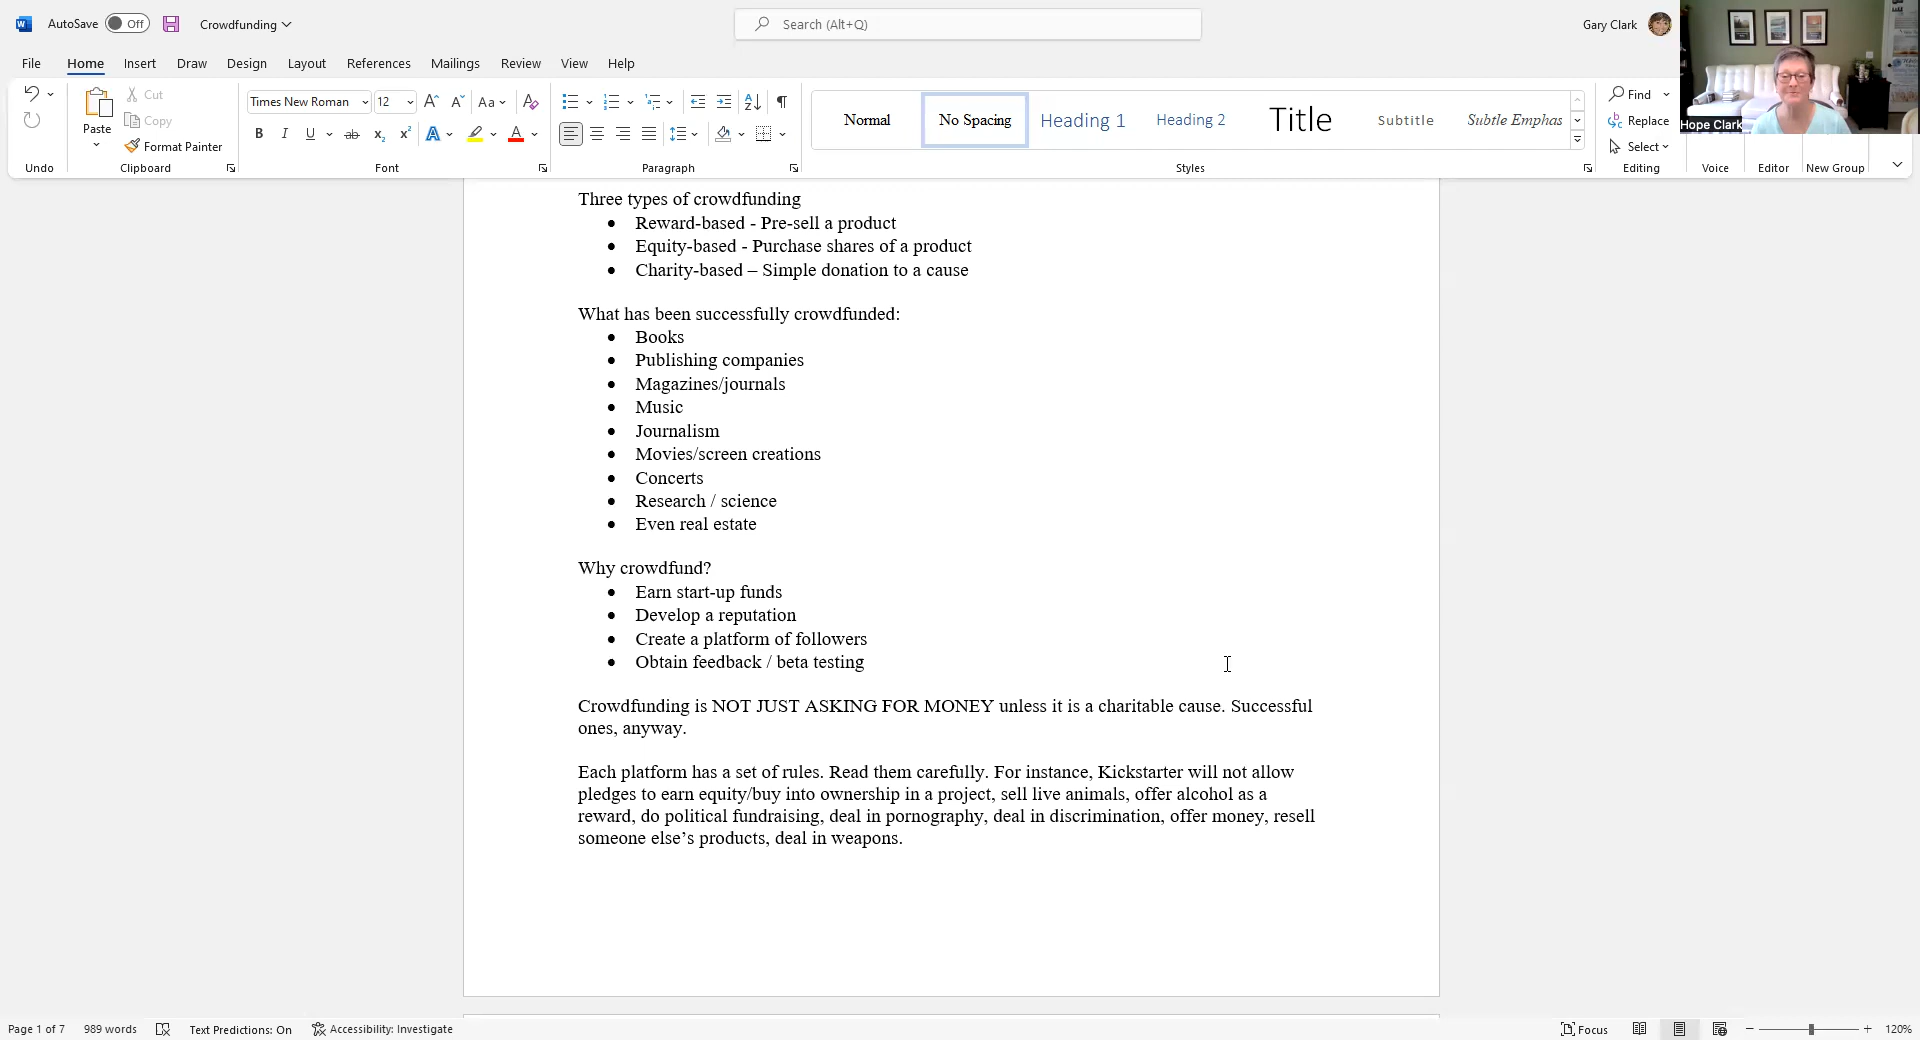 AutoSave Off Crowdfunding Search (Alt+Q) Gary Clark
File Home Insert Draw Design Layout References Mailings Review View Help
Paste
Cut
Copy
Format Painter
Times New Roman 12
Normal No Spacing Heading 1 Heading 2 Title Subtitle Subtle Emphas
Find
Replace
Select
Hope Clark
Undo Clipboard Font Paragraph Styles Editing Voice Editor New Group
Three types of crowdfunding
• Reward-based - Pre-sell a product
• Equity-based - Purchase shares of a product
• Charity-based – Simple donation to a cause
What has been successfully crowdfunded:
• Books
• Publishing companies
• Magazines/journals
• Music
• Journalism
• Movies/screen creations
• Concerts
• Research / science
• Even real estate
Why crowdfund?
• Earn start-up funds
• Develop a reputation
• Create a platform of followers
• Obtain feedback / beta testing
Crowdfunding is NOT JUST ASKING FOR MONEY unless it is a charitable cause. Successful
ones, anyway.
Each platform has a set of rules. Read them carefully. For instance, Kickstarter will not allow
pledges to earn equity/buy into ownership in a project, sell live animals, offer alcohol as a
reward, do political fundraising, deal in pornography, deal in discrimination, offer money, resell
someone else’s products, deal in weapons.
Page 1 of 7 989 words Text Predictions: On Accessibility: Investigate Focus 120%